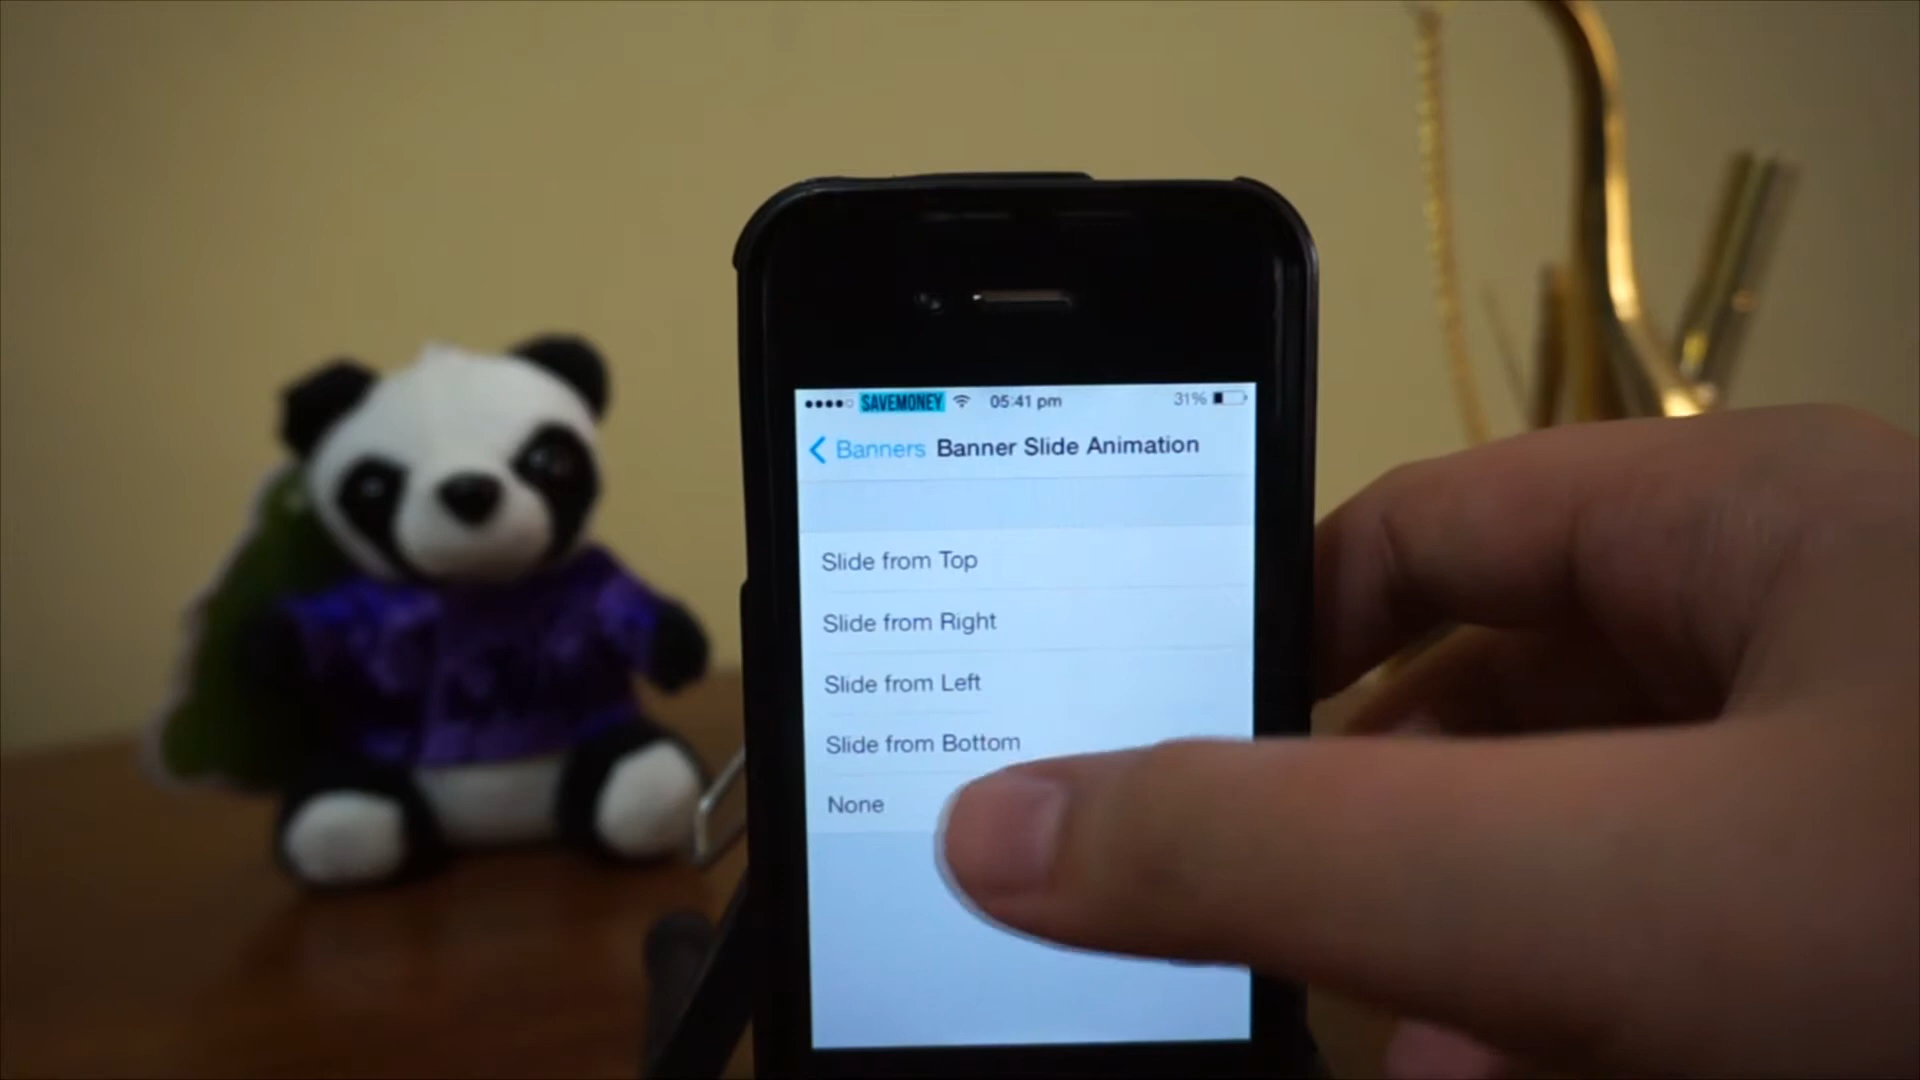 SAVEMONEY 05:41 pm 31%
Banners Banner Slide Animation
Slide from Top
Slide from Right
Slide from Left
Slide from Bottom
None